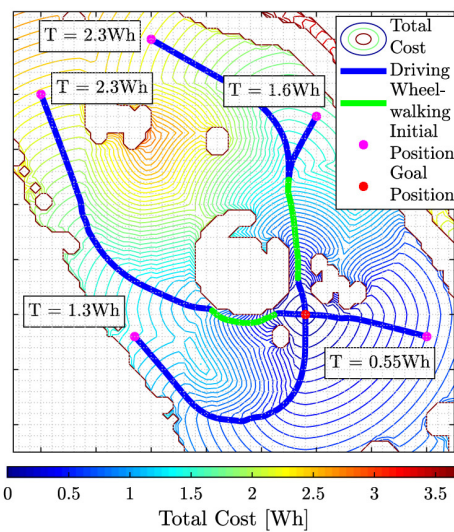 T = 2.3Wh
T = 2.3Wh
T = 1.6Wh
Total
Cost
Driving
Wheel-
walking
Initial
Position
Goal
Position
T = 1.3Wh
T = 0.55Wh
0 0.5 1 1.5 2 2.5 3 3.5
Total Cost [Wh]